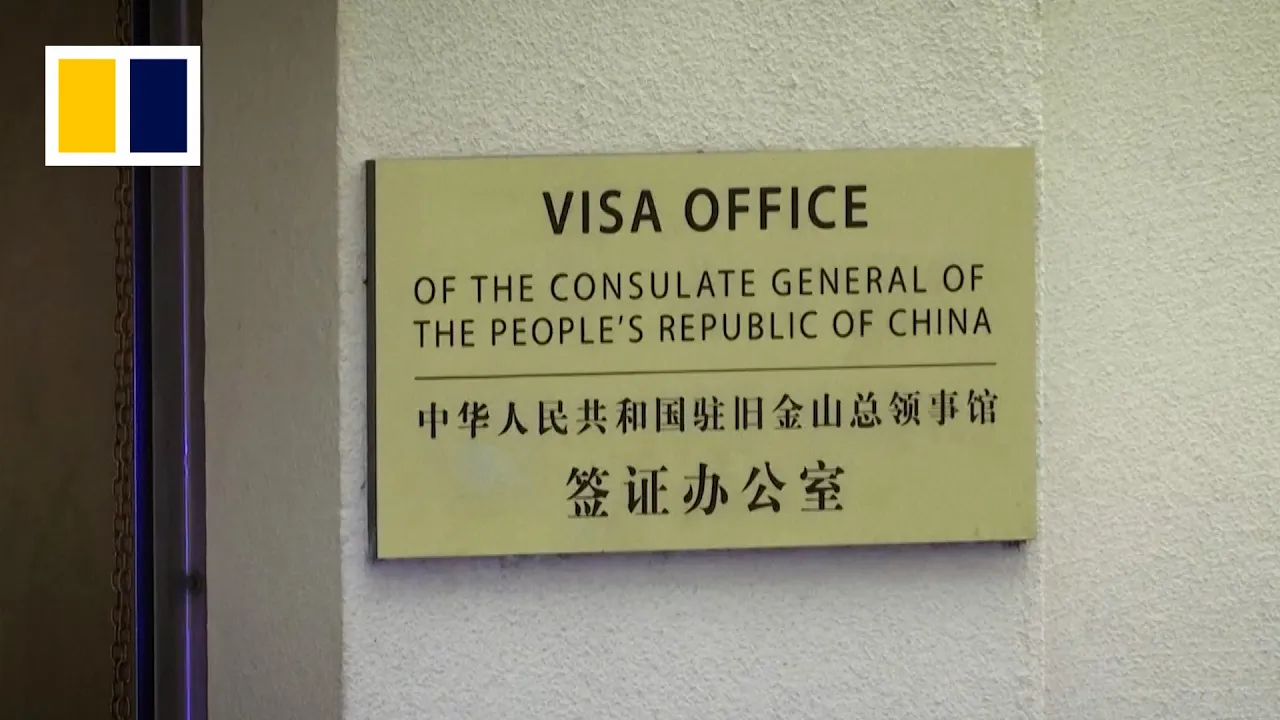 VISA OFFICE
OF THE CONSULATE GENERAL OF
THE PEOPLE'S REPUBLIC OF CHINA
中华人民共和国驻旧金山总领事馆
签证办公室